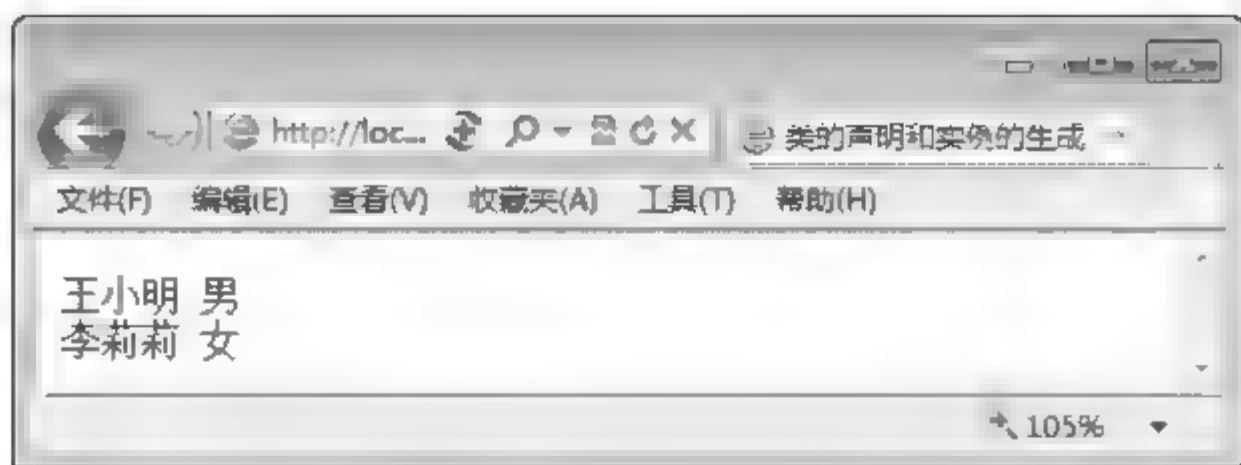 http://loc... 类的声明和实例的生成
文件(F) 编辑(E) 查看(V) 收藏夹(A) 工具(T) 帮助(H)
王小明 男
李莉莉 女
105%